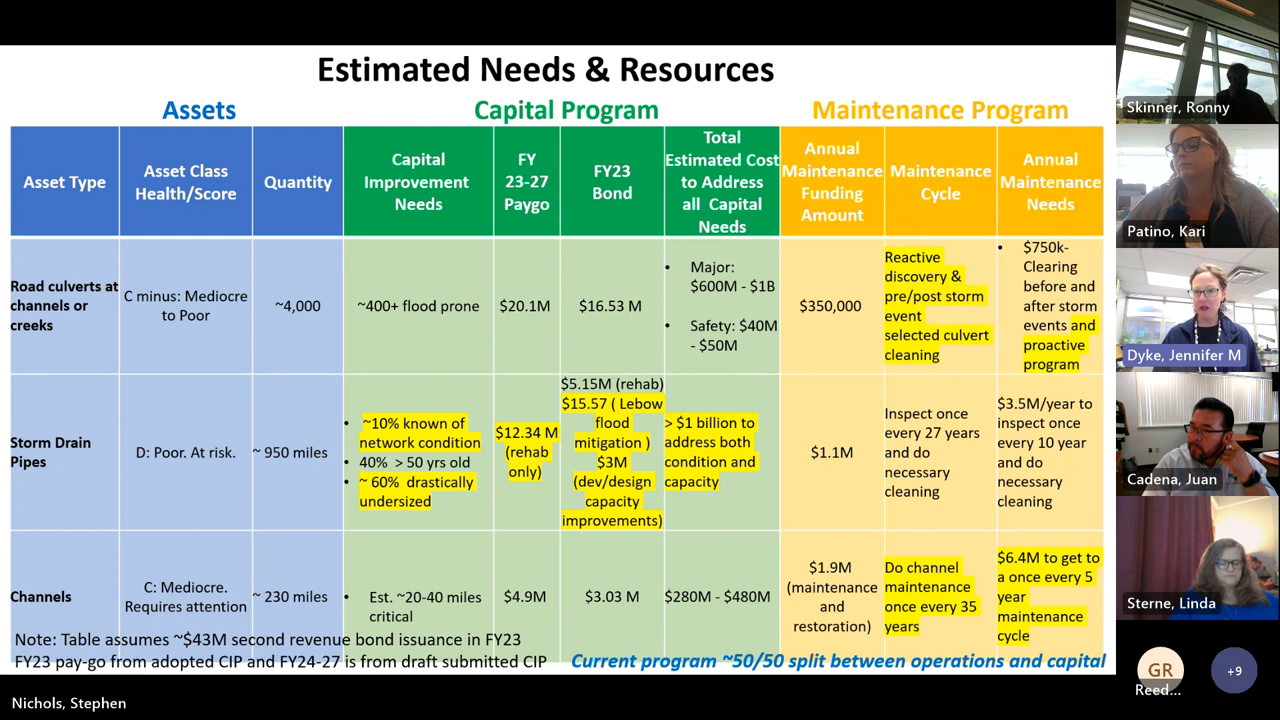 Estimated Needs & Resources
Assets
Capital Program
Maintenance Program
Asset Type
Asset Class
Health/Score
Quantity
Capital
Improvement
Needs
FY
23-27
Paygo
FY23
Bond
Total
Estimated Cost
to Address
all Capital
Needs
Annual
Maintenance
Funding
Amount
Maintenance
Cycle
Annual
Maintenance
Needs
Road culverts at
channels or
creeks
C minus: Mediocre
to Poor
~4,000
~400+ flood prone
$20.1M
$16.53 M
• Major:
$600M - $1B
• Safety: $40M
- $50M
$350,000
Reactive
discovery &
pre/post storm
event
selected culvert
cleaning
• $750k-
Clearing
before and
after storm
events and
proactive
program
Storm Drain
Pipes
D: Poor. At risk.
~ 950 miles
• ~10% known of
network condition
• 40% > 50 yrs old
• ~ 60% drastically
undersized
$12.34 M
(rehab
only)
$5.15M (rehab)
$15.57 ( Lebow
flood
mitigation )
$3M
(dev/design
capacity
improvements)
> $1 billion to
address both
condition and
capacity
$1.1M
Inspect once
every 27 years
and do
necessary
cleaning
$3.5M/year to
inspect once
every 10 year
and do
necessary
cleaning
Channels
C: Mediocre.
Requires attention
~ 230 miles
• Est. ~20-40 miles
critical
$4.9M
$3.03 M
$280M - $480M
$1.9M
(maintenance
and
restoration)
Do channel
maintenance
once every 35
years
$6.4M to get to
a once every 5
year
maintenance
cycle
Note: Table assumes ~$43M second revenue bond issuance in FY23
FY23 pay-go from adopted CIP and FY24-27 is from draft submitted CIP
Current program ~50/50 split between operations and capital
Skinner, Ronny
Patino, Kari
Dyke, Jennifer M
Cadena, Juan
Sterne, Linda
GR
Reed...
+9
Nichols, Stephen